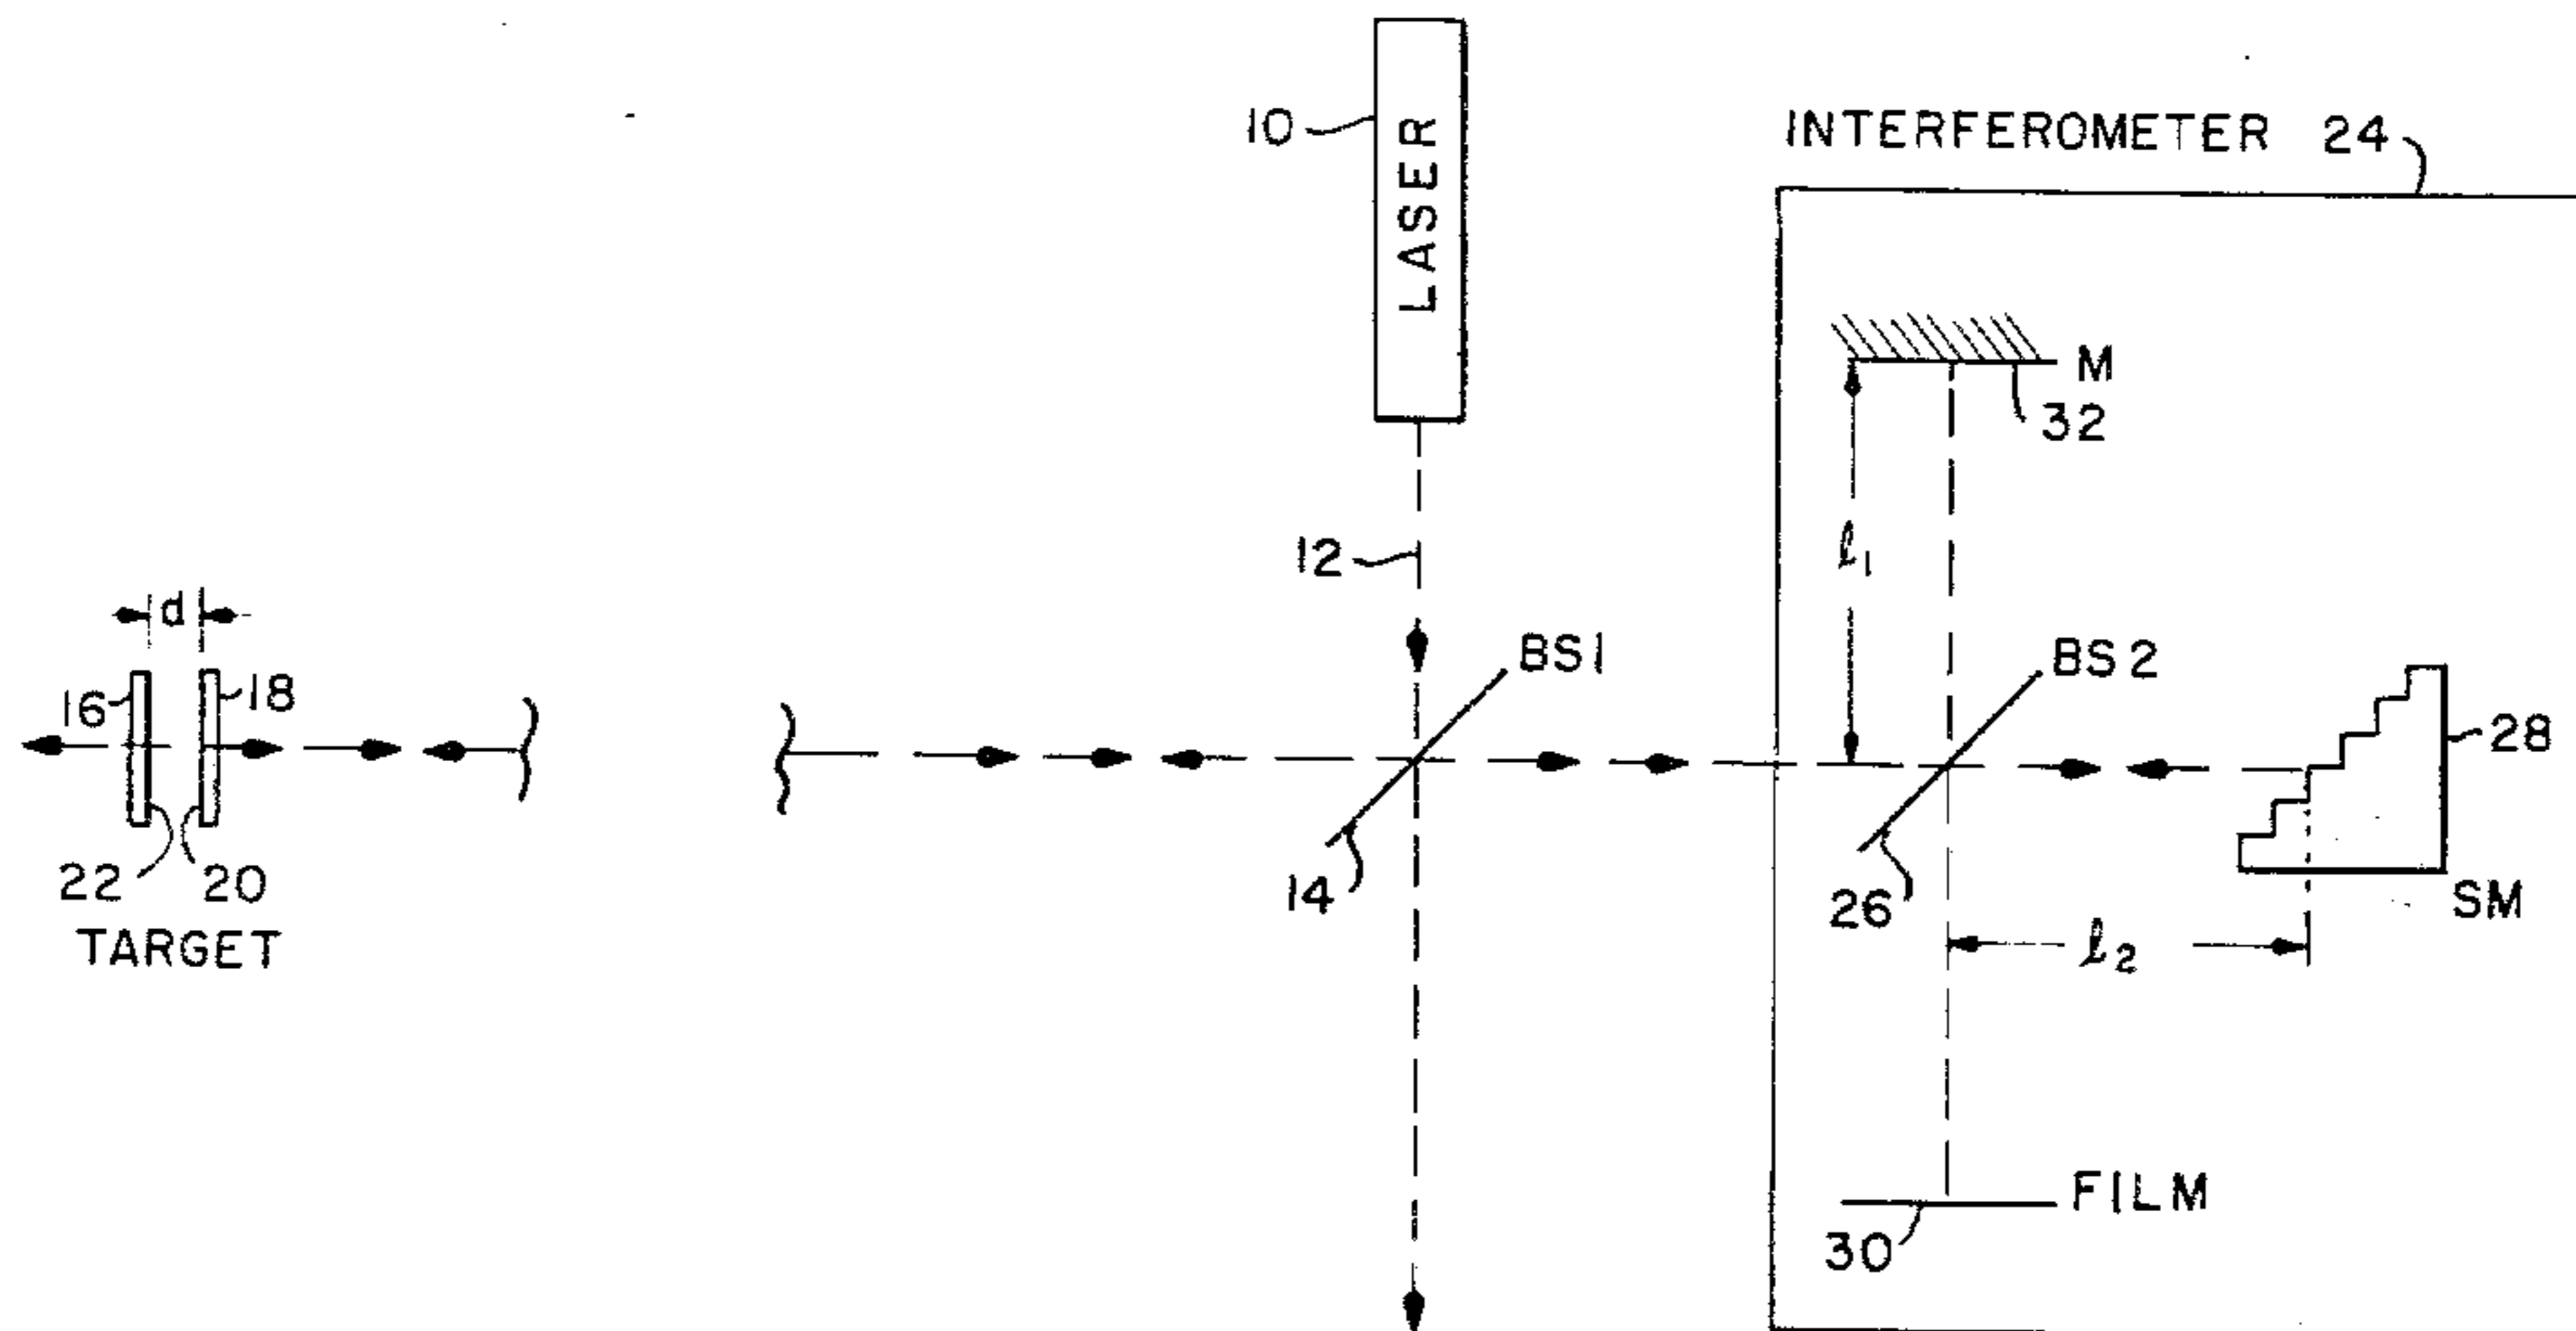 10
LASER
INTERFEROMETER 24
M
32
12
ℓ1
d
BS1
BS2
16
18
28
22
20
14
26
SM
TARGET
ℓ2
FILM
30